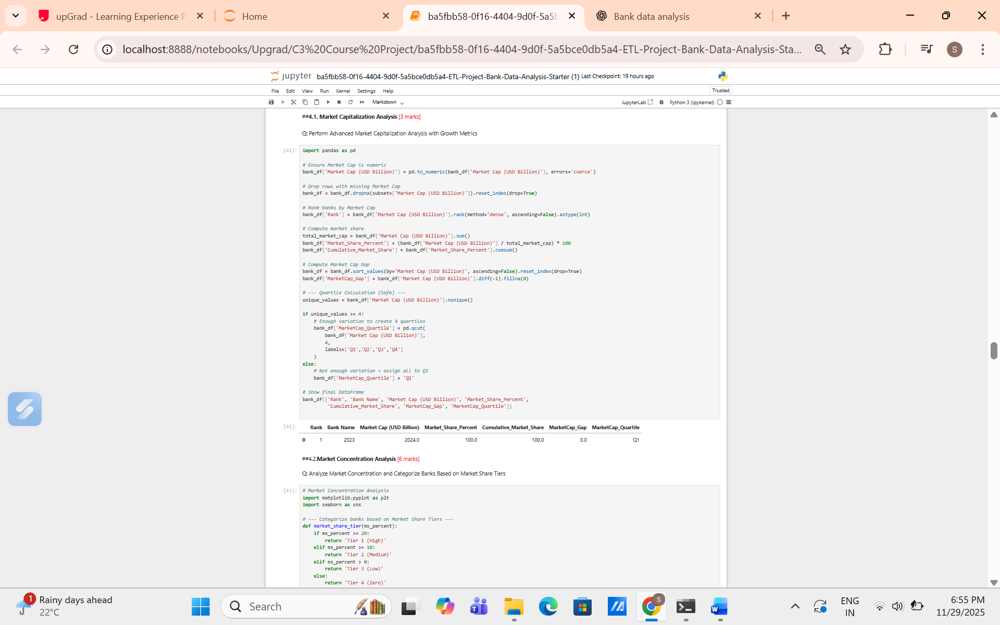 upGrad - Learning Experience P
Home
ba5fbb58-0f16-4404-9d0f-5a5b
Bank data analysis
localhost:8888/notebooks/Upgrad/C3%20Course%20Project/ba5fbb58-0f16-4404-9d0f-5a5bce0db5a4-ETL-Project-Bank-Data-Analysis-Sta...
S
jupyter ba5fbb58-0f16-4404-9d0f-5a5bce0db5a4-ETL-Project-Bank-Data-Analysis-Starter (1) Last Checkpoint: 19 hours ago
File Edit View Run Kernel Settings Help
Trusted
Markdown
JupyterLab
Python 3 (ipykernel)
##4.1. Market Capitalization Analysis [3 marks]
Q: Perform Advanced Market Capitalization Analysis with Growth Metrics
[41]: import pandas as pd
# Ensure Market Cap is numeric
bank_df['Market Cap (USD Billion)'] = pd.to_numeric(bank_df['Market Cap (USD Billion)'], errors='coerce')
# Drop rows with missing Market Cap
bank_df = bank_df.dropna(subset=['Market Cap (USD Billion)']).reset_index(drop=True)
# Rank banks by Market Cap
bank_df['Rank'] = bank_df['Market Cap (USD Billion)'].rank(method='dense', ascending=False).astype(int)
# Compute market share
total_market_cap = bank_df['Market Cap (USD Billion)'].sum()
bank_df['Market_Share_Percent'] = (bank_df['Market Cap (USD Billion)'] / total_market_cap) * 100
bank_df['Cumulative_Market_Share'] = bank_df['Market_Share_Percent'].cumsum()
# Compute Market Cap Gap
bank_df = bank_df.sort_values(by='Market Cap (USD Billion)', ascending=False).reset_index(drop=True)
bank_df['MarketCap_Gap'] = bank_df['Market Cap (USD Billion)'].diff(-1).fillna(0)
# --- Quartile Calculation (Safe) ---
unique_values = bank_df['Market Cap (USD Billion)'].nunique()
if unique_values >= 4:
# Enough variation to create 4 quartiles
bank_df['MarketCap_Quartile'] = pd.qcut(
bank_df['Market Cap (USD Billion)'],
4,
labels=['Q1','Q2','Q3','Q4']
)
else:
# Not enough variation → assign all to Q1
bank_df['MarketCap_Quartile'] = 'Q1'
# Show final DataFrame
bank_df[['Rank', 'Bank Name', 'Market Cap (USD Billion)', 'Market_Share_Percent',
'Cumulative_Market_Share', 'MarketCap_Gap', 'MarketCap_Quartile']]
[41]: Rank Bank Name Market Cap (USD Billion) Market_Share_Percent Cumulative_Market_Share MarketCap_Gap MarketCap_Quartile
0 1 2023 2024.0 100.0 100.0 0.0 Q1
##4.2.Market Concentration Analysis [6 marks]
Q: Analyze Market Concentration and Categorize Banks Based on Market Share Tiers
[43]: # Market Concentration Analysis
import matplotlib.pyplot as plt
import seaborn as sns
# --- Categorize banks based on Market Share Tiers ---
def market_share_tier(ms_percent):
if ms_percent >= 20:
return 'Tier 1 (High)'
elif ms_percent >= 10:
return 'Tier 2 (Medium)'
elif ms_percent > 0:
return 'Tier 3 (Low)'
else:
return 'Tier 4 (Zero)'
1
Rainy days ahead
22°C
Search
S
ENG
IN
6:55 PM
11/29/2025